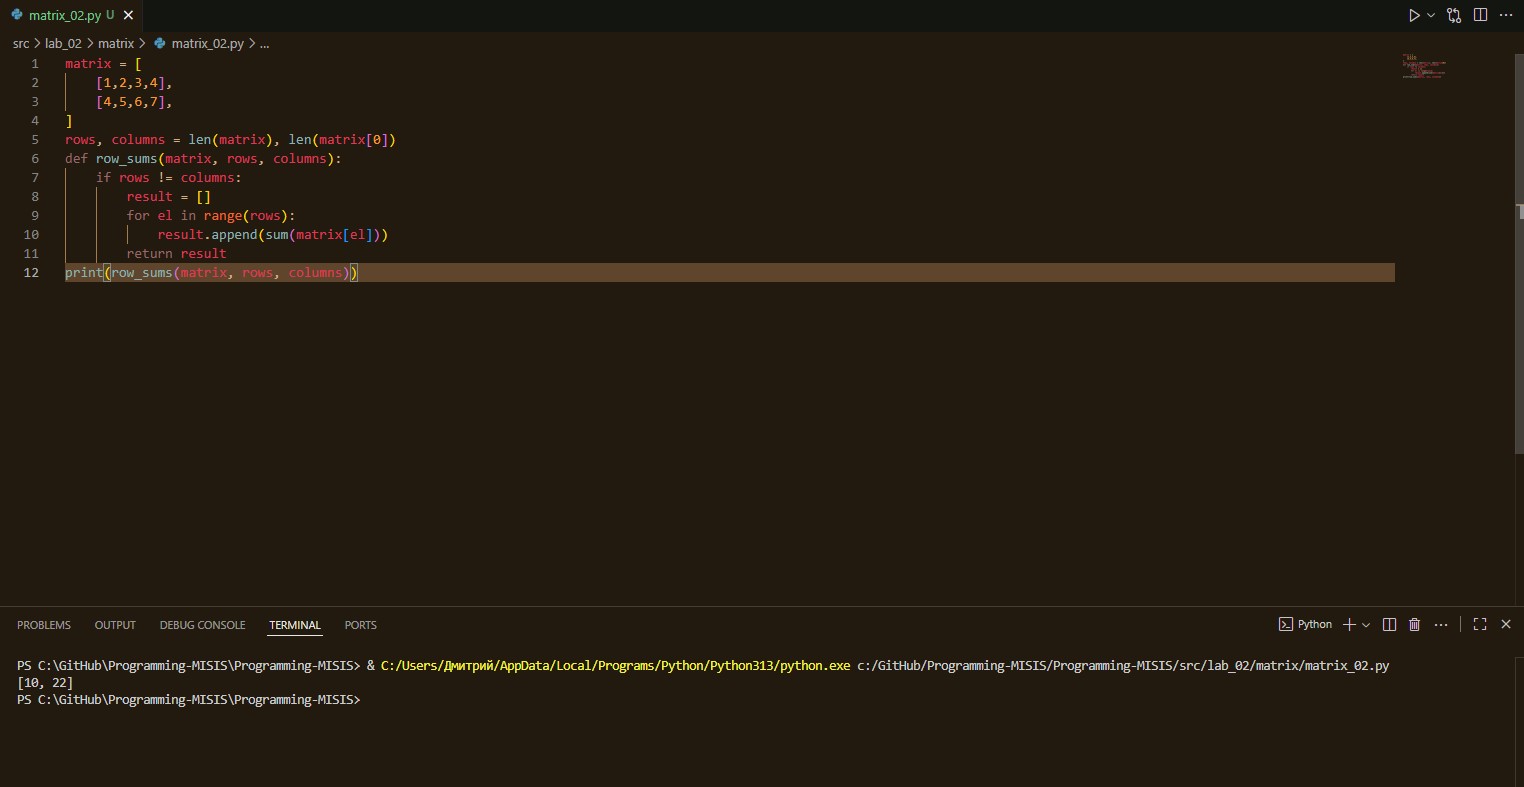 matrix_02.py U
src > lab_02 > matrix > matrix_02.py > ...
1 matrix = [
2     [1,2,3,4],
3     [4,5,6,7],
4 ]
5 rows, columns = len(matrix), len(matrix[0])
6 def row_sums(matrix, rows, columns):
7     if rows != columns:
8         result = []
9         for el in range(rows):
10             result.append(sum(matrix[el]))
11         return result
12 print(row_sums(matrix, rows, columns))
PROBLEMS OUTPUT DEBUG CONSOLE TERMINAL PORTS Python
PS C:\GitHub\Programming-MISIS\Programming-MISIS> & C:/Users/Дмитрий/AppData/Local/Programs/Python/Python313/python.exe c:/GitHub/Programming-MISIS/Programming-MISIS/src/lab_02/matrix/matrix_02.py
[10, 22]
PS C:\GitHub\Programming-MISIS\Programming-MISIS>